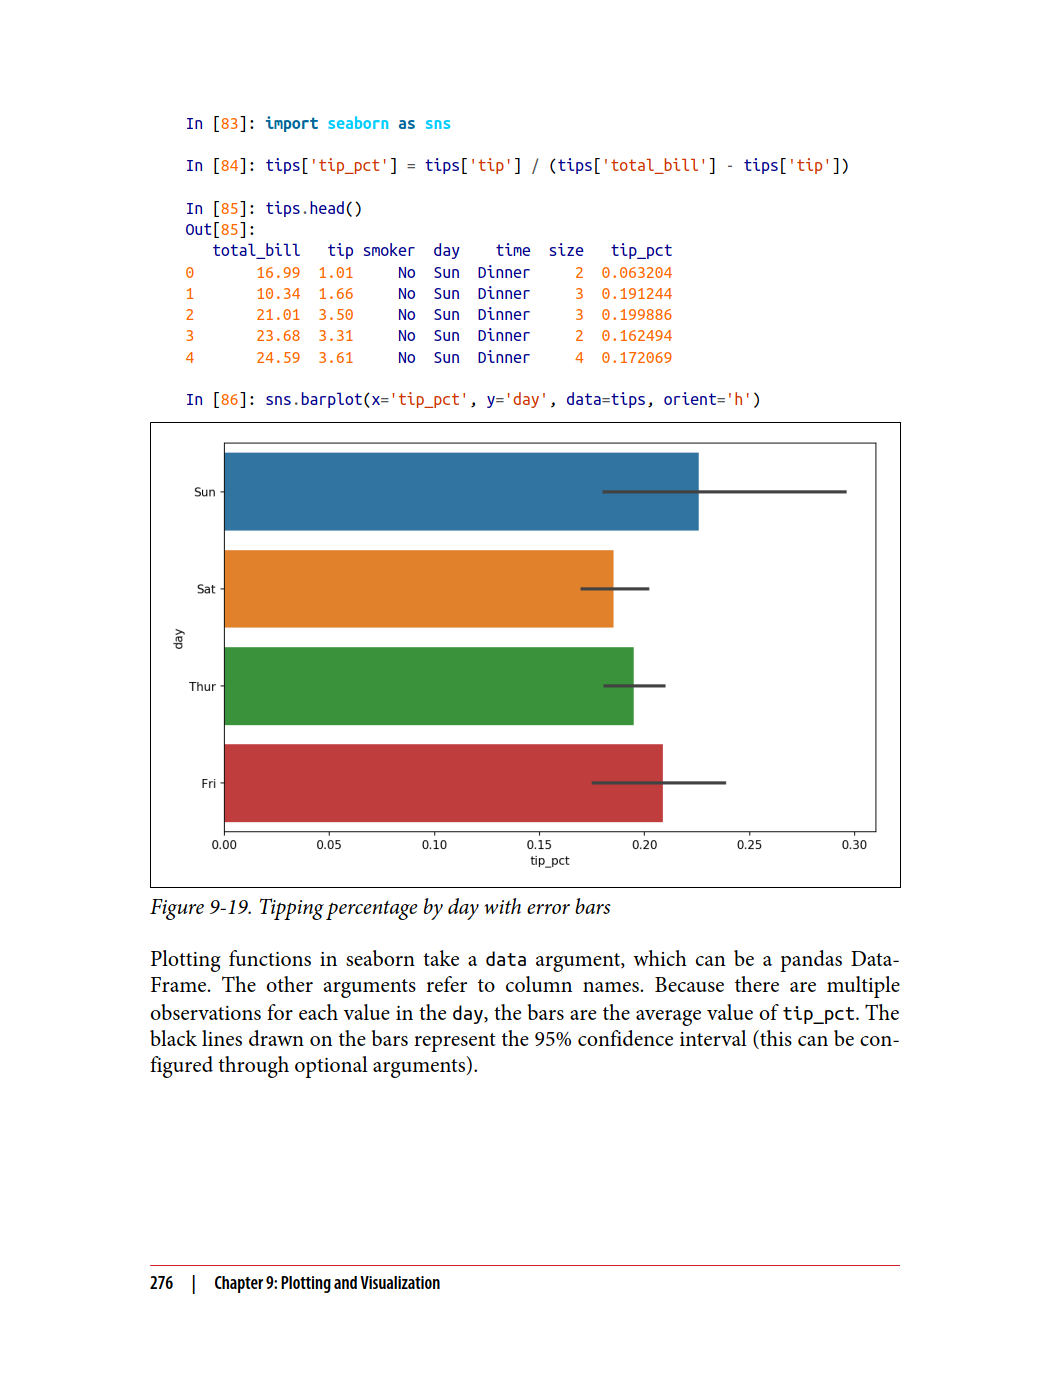 In [83]: import seaborn as sns
In [84]: tips['tip_pct'] = tips['tip'] / (tips['total_bill'] - tips['tip'])
In [85]: tips.head()
Out[85]:
   total_bill   tip smoker  day    time  size   tip_pct
0       16.99  1.01     No  Sun  Dinner     2  0.063204
1       10.34  1.66     No  Sun  Dinner     3  0.191244
2       21.01  3.50     No  Sun  Dinner     3  0.199886
3       23.68  3.31     No  Sun  Dinner     2  0.162494
4       24.59  3.61     No  Sun  Dinner     4  0.172069
In [86]: sns.barplot(x='tip_pct', y='day', data=tips, orient='h')
Sun
Sat
day
Thur
Fri
0.00 0.05 0.10 0.15 0.20 0.25 0.30
tip_pct
Figure 9-19. Tipping percentage by day with error bars
Plotting functions in seaborn take a data argument, which can be a pandas Data-
Frame. The other arguments refer to column names. Because there are multiple
observations for each value in the day, the bars are the average value of tip_pct. The
black lines drawn on the bars represent the 95% confidence interval (this can be con-
figured through optional arguments).
276 | Chapter 9: Plotting and Visualization